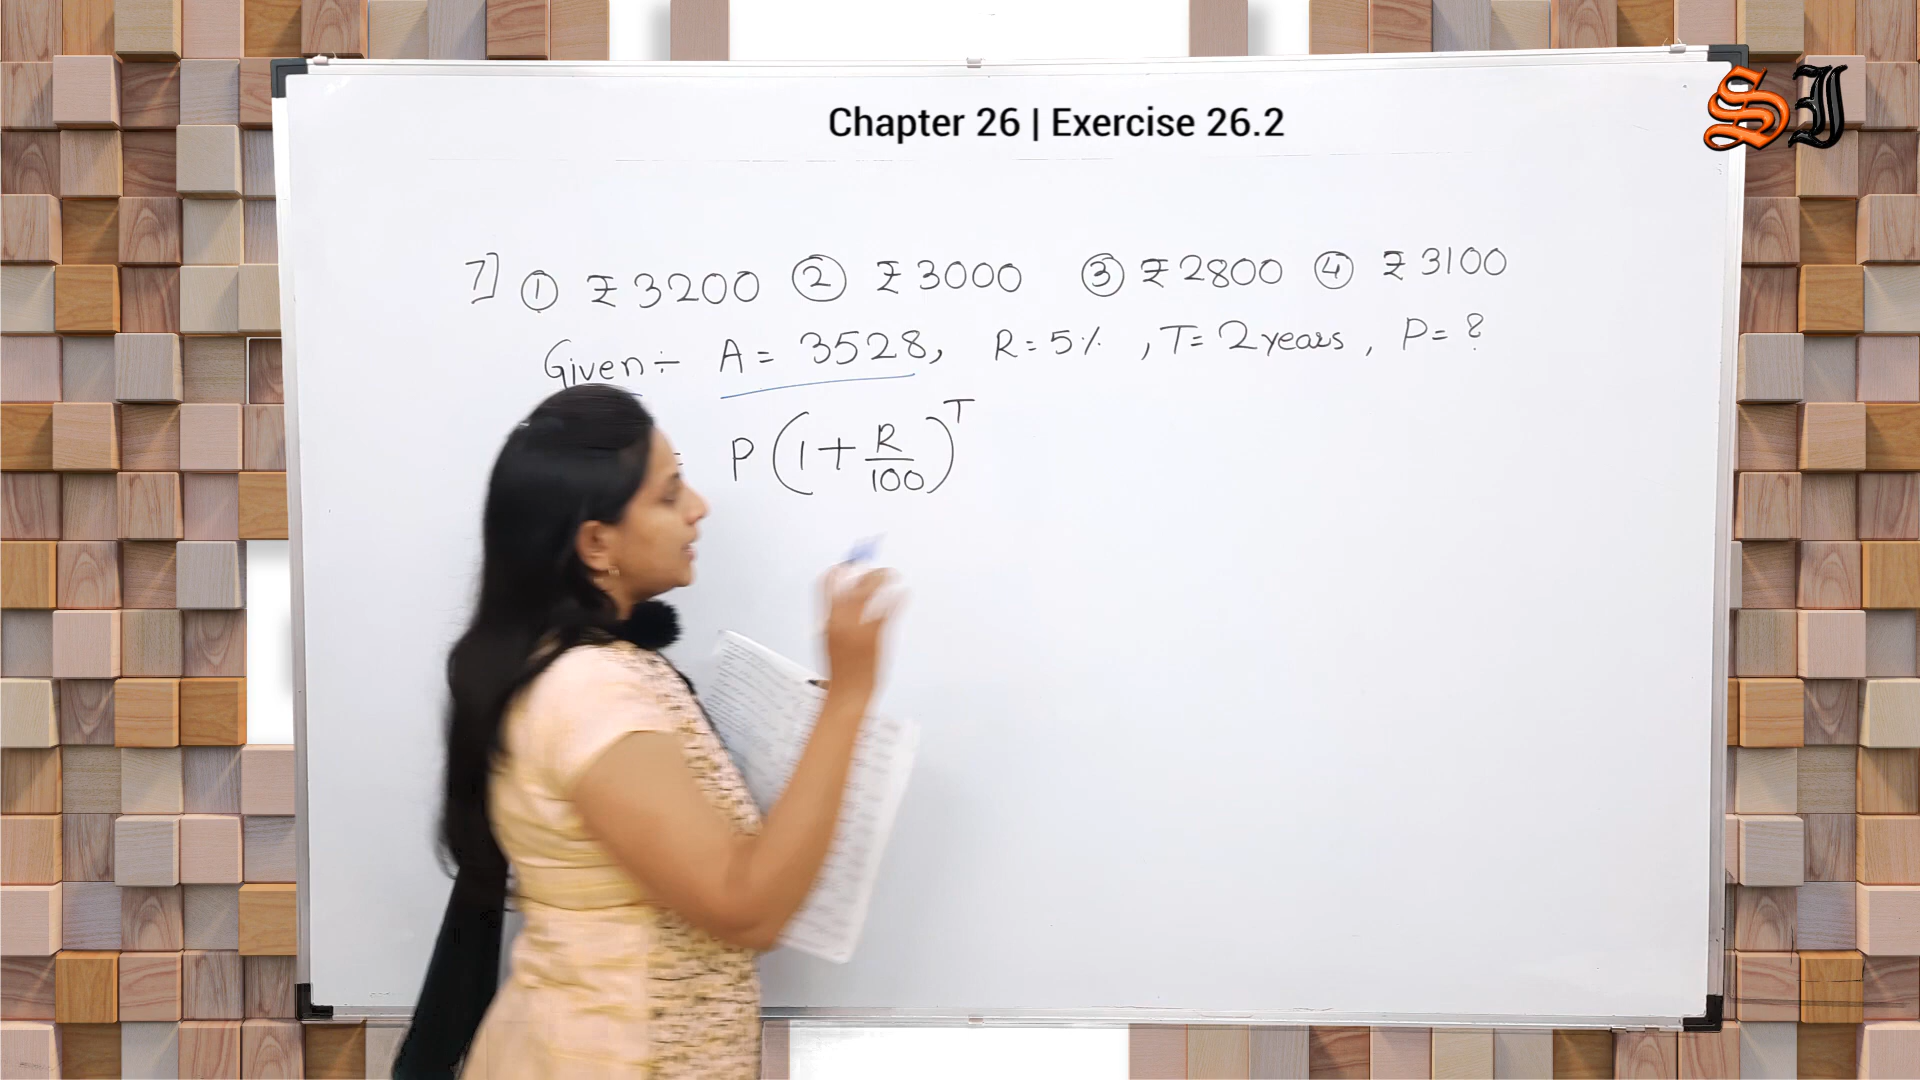 Chapter 26 | Exercise 26.2
SJ
7] ① ₹ 3200 ② ₹ 3000 ③ ₹ 2800 ④ ₹ 3100
Given ÷ A = 3528, R = 5% , T = 2 years , P = ?
= P (1 + R/100)^T